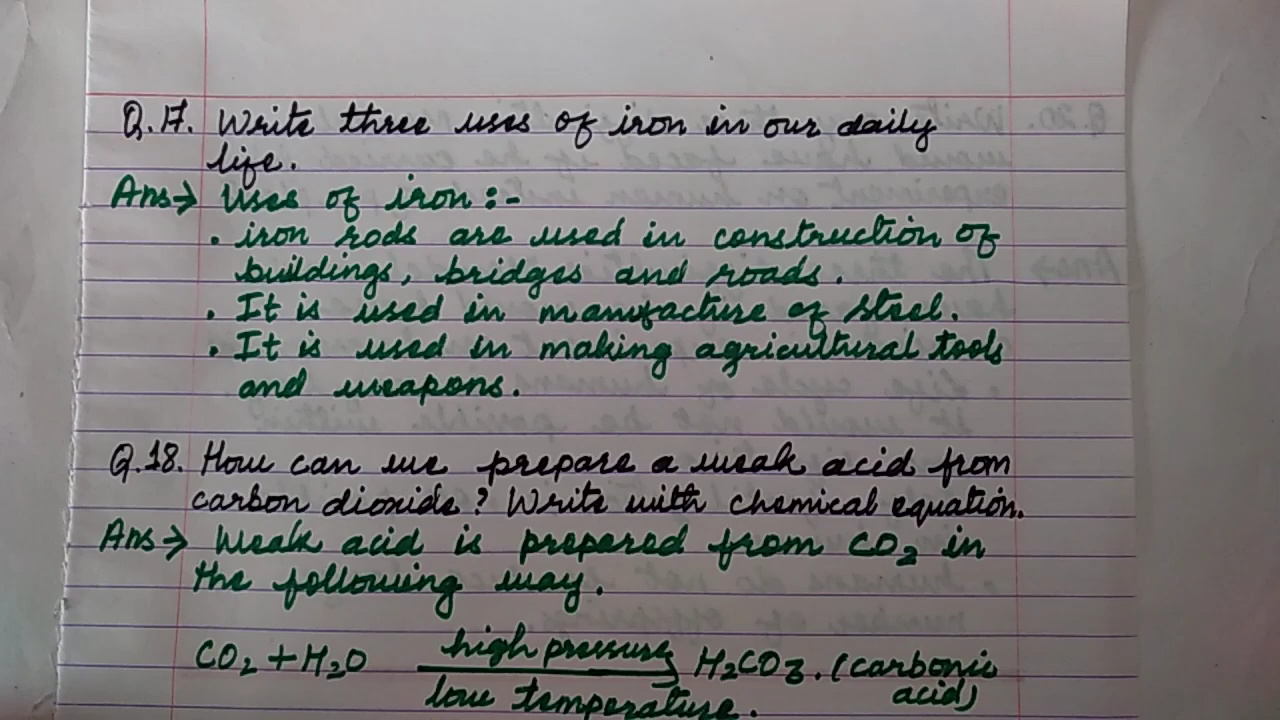 Q.17. Write three uses of iron in our daily
life.
Ans→ Uses of iron :-
• iron rods are used in construction of
buildings, bridges and roads.
• It is used in manufacture of steel.
• It is used in making agricultural tools
and weapons.
Q.18. How can we prepare a weak acid from
carbon dioxide? Write with chemical equation.
Ans→ Weak acid is prepared from CO2 in
the following way.
high pressure
CO2 + H2O → H2CO3. (carbonic
low temperature. acid)